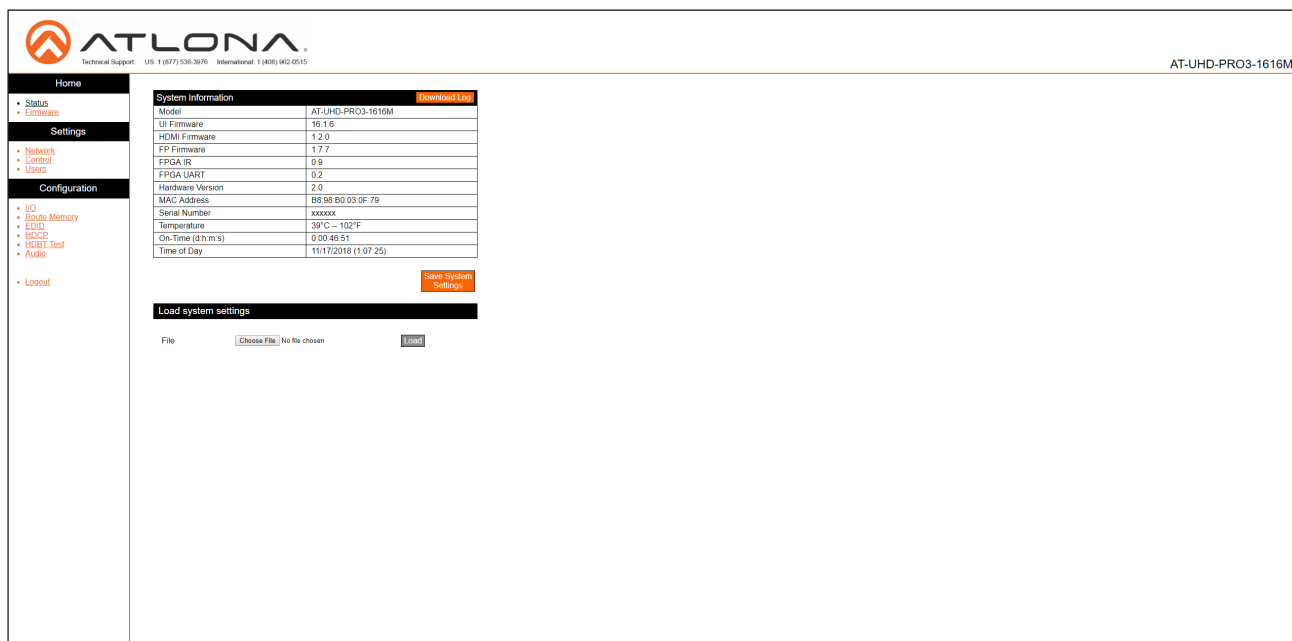 ATLONA.
Technical Support: US: 1 (877) 536-3976 International: 1 (408) 962-0515
AT-UHD-PRO3-1616M
Home
Status
Firmware
Settings
Network
Control
Users
Configuration
I/O
Route Memory
EDID
HDCP
HDBT Test
Audio
Logout
System Information Download Log
Model AT-UHD-PRO3-1616M
UI Firmware 16.1.6
HDMI Firmware 1.2.0
FP Firmware 1.7.7
FPGA IR 0.9
FPGA UART 0.2
Hardware Version 2.0
MAC Address B8:98:B0:03:0F:79
Serial Number xxxxxx
Temperature 39°C -- 102°F
On-Time (d:h:m:s) 0:00:46:51
Time of Day 11/17/2018 (1:07:25)
Save System
Settings
Load system settings
File Choose File No file chosen Load